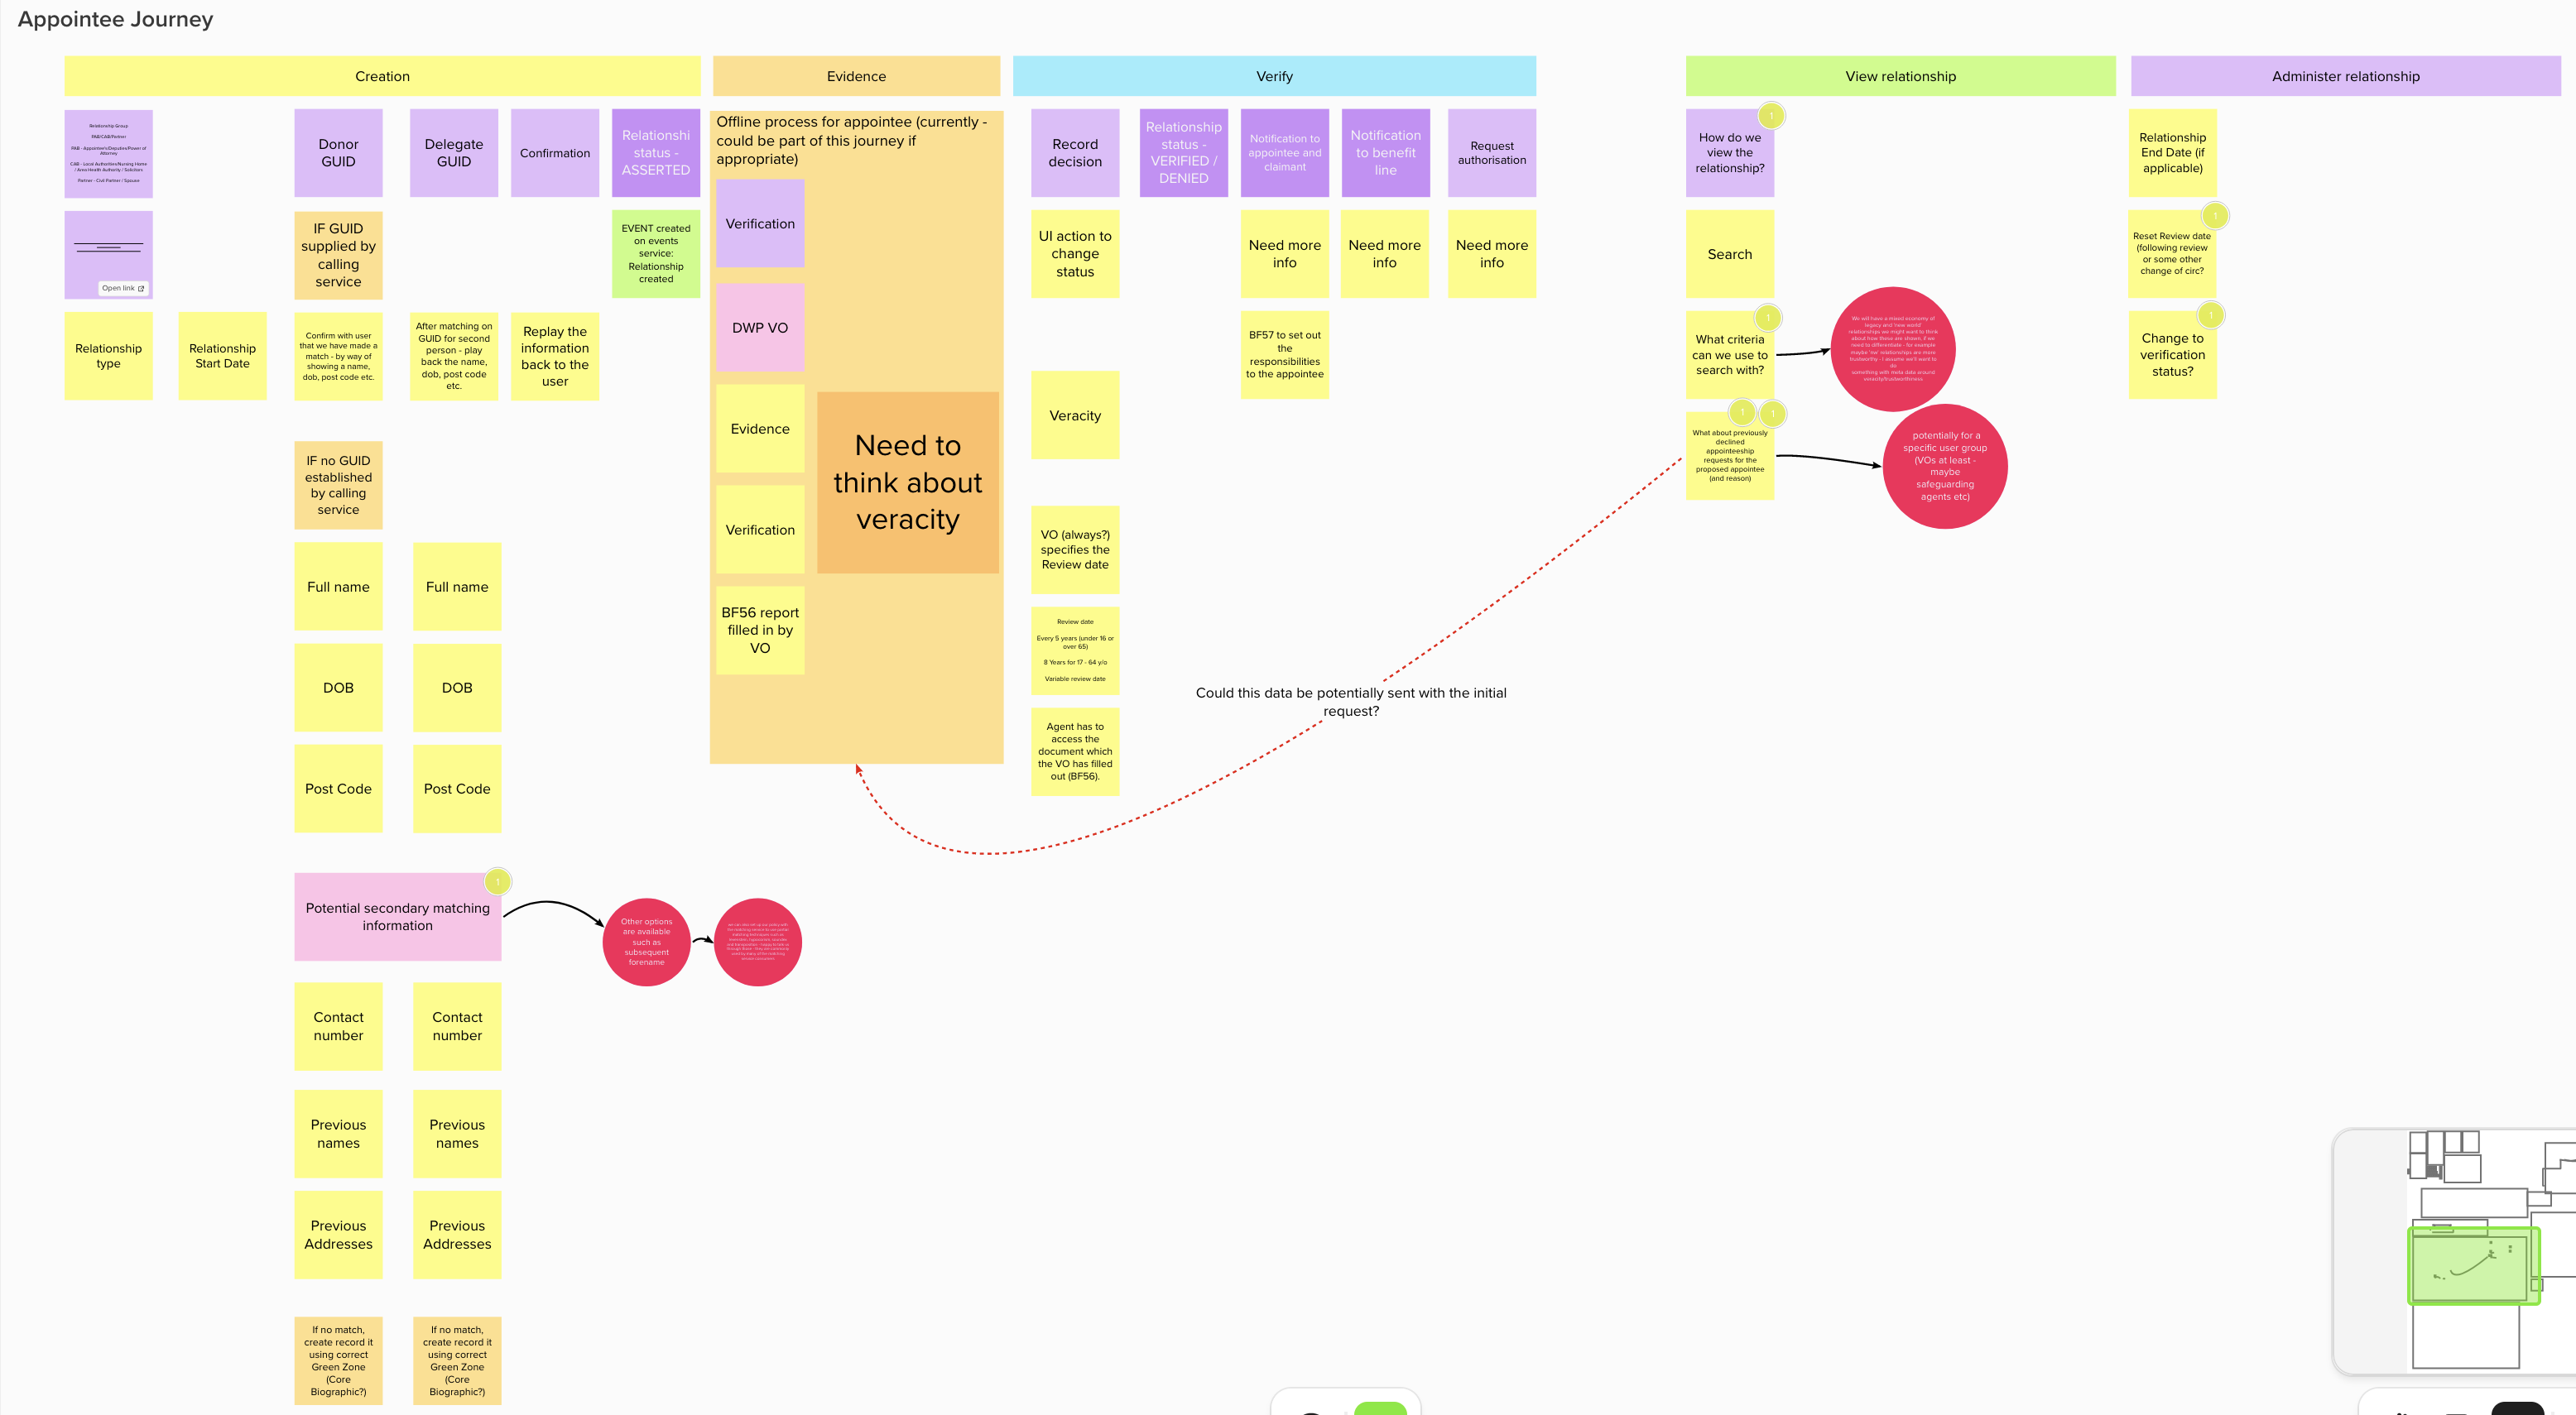 Appointee Journey
Creation
Evidence
Verify
View relationship
Administer relationship
Relationship Group
PAB/CAB/Partner
PAB - Appointee's/Deputies/Power of
Attorney
CAB - Local Authorities/Nursing Home
/ Area Health Authority / Solicitors
Partner - Civil Partner / Spouse
Open link
Relationship
type
Relationship
Start Date
Donor
GUID
IF GUID
supplied by
calling
service
Confirm with user
that we have made a
match - by way of
showing a name,
dob, post code etc.
IF no GUID
established
by calling
service
Full name
DOB
Post Code
Delegate
GUID
After matching on
GUID for second
person - play
back the name,
dob, post code
etc.
Full name
DOB
Post Code
Confirmation
Replay the
information
back to the
user
Relationshi
status -
ASSERTED
EVENT created
on events
service:
Relationship
created
Potential secondary matching
information
1
Other options
are available
such as
subsequent
forename
Contact
number
Contact
number
Previous
names
Previous
names
Previous
Addresses
Previous
Addresses
If no match,
create record it
using correct
Green Zone
(Core
Biographic?)
If no match,
create record it
using correct
Green Zone
(Core
Biographic?)
Offline process for appointee (currently -
could be part of this journey if
appropriate)
Verification
DWP VO
Evidence
Verification
BF56 report
filled in by
VO
Need to
think about
veracity
Record
decision
UI action to
change
status
Veracity
VO (always?)
specifies the
Review date
Review date
Every 5 years (under 16 or
over 65)
8 Years for 17 - 64 y/o
Variable review date
Agent has to
access the
document which
the VO has filled
out (BF56).
Relationship
status -
VERIFIED /
DENIED
Notification to
appointee and
claimant
Need more
info
BF57 to set out
the
responsibilities
to the appointee
Notification
to benefit
line
Need more
info
Request
authorisation
Need more
info
Could this data be potentially sent with the initial
request?
How do we
view the
relationship?
1
Search
What criteria
can we use to
search with?
1
We will have a mixed economy of
legacy and 'new world'
relationships we might want to think
about how these are shown, if we
need to differentiate - for example
maybe 'new' relationships are more
trustworthy - I assume we'll want to
do
something with meta data around
veracity/trustworthiness
What about previously
declined
appointeeship
requests for the
proposed appointee
(and reason)
1
1
potentially for a
specific user group
(VOs at least -
maybe
safeguarding
agents etc)
Relationship
End Date (if
applicable)
Reset Review date
(following review
or some other
change of circ?
1
Change to
verification
status?
1